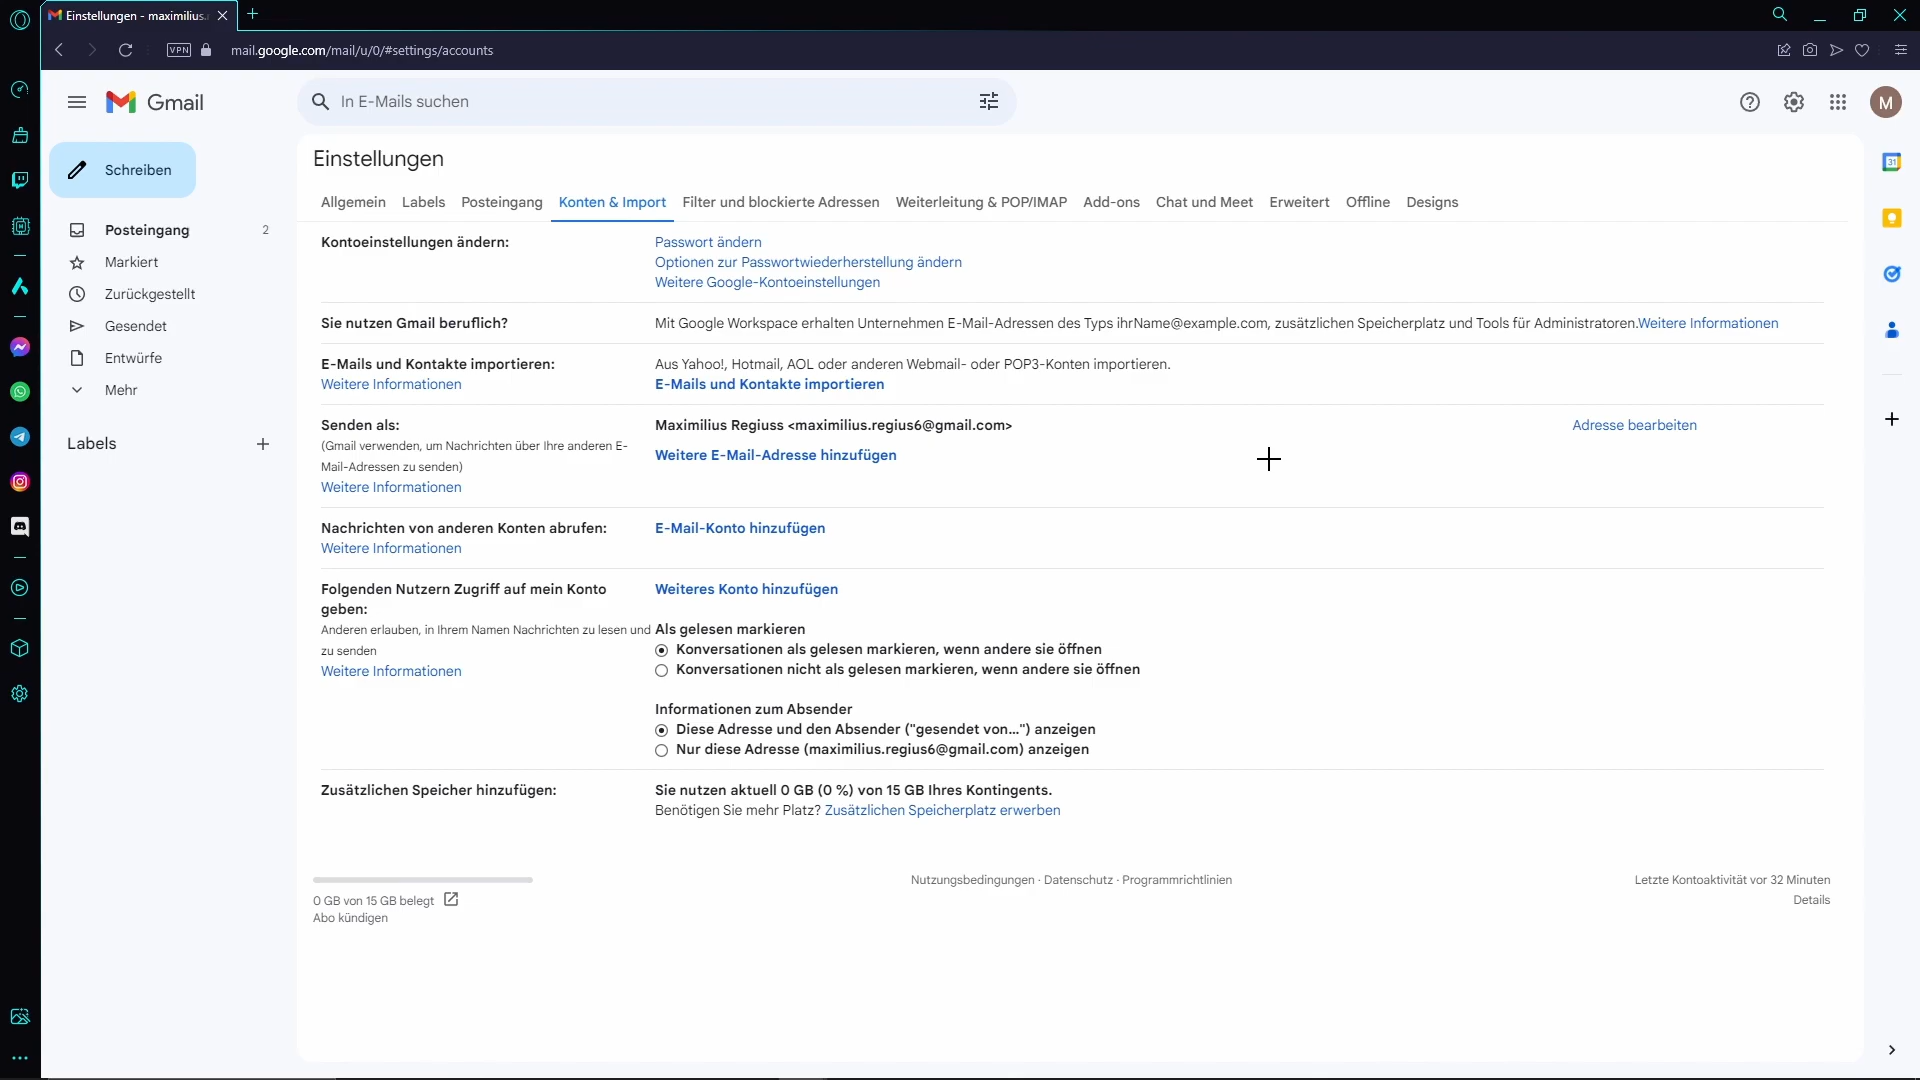 Einstellungen - maximilius.
VPN
mail.google.com/mail/u/0/#settings/accounts
Gmail
In E-Mails suchen
M
Schreiben
Posteingang 2
Markiert
Zurückgestellt
Gesendet
Entwürfe
Mehr
Labels
31
Einstellungen
Allgemein Labels Posteingang Konten & Import Filter und blockierte Adressen Weiterleitung & POP/IMAP Add-ons Chat und Meet Erweitert Offline Designs
Kontoeinstellungen ändern: Passwort ändern
Optionen zur Passwortwiederherstellung ändern
Weitere Google-Kontoeinstellungen
Sie nutzen Gmail beruflich? Mit Google Workspace erhalten Unternehmen E-Mail-Adressen des Typs ihrName@example.com, zusätzlichen Speicherplatz und Tools für Administratoren.Weitere Informationen
E-Mails und Kontakte importieren: Aus Yahoo!, Hotmail, AOL oder anderen Webmail- oder POP3-Konten importieren.
Weitere Informationen E-Mails und Kontakte importieren
Senden als: Maximilius Regiuss <maximilius.regius6@gmail.com> Adresse bearbeiten
(Gmail verwenden, um Nachrichten über Ihre anderen E-
Mail-Adressen zu senden)
Weitere E-Mail-Adresse hinzufügen
Weitere Informationen
Nachrichten von anderen Konten abrufen: E-Mail-Konto hinzufügen
Weitere Informationen
Folgenden Nutzern Zugriff auf mein Konto
geben:
Weiteres Konto hinzufügen
Anderen erlauben, in Ihrem Namen Nachrichten zu lesen und
zu senden
Weitere Informationen
Als gelesen markieren
Konversationen als gelesen markieren, wenn andere sie öffnen
Konversationen nicht als gelesen markieren, wenn andere sie öffnen
Informationen zum Absender
Diese Adresse und den Absender ("gesendet von...") anzeigen
Nur diese Adresse (maximilius.regius6@gmail.com) anzeigen
Zusätzlichen Speicher hinzufügen: Sie nutzen aktuell 0 GB (0 %) von 15 GB Ihres Kontingents.
Benötigen Sie mehr Platz? Zusätzlichen Speicherplatz erwerben
0 GB von 15 GB belegt
Abo kündigen
Nutzungsbedingungen · Datenschutz · Programmrichtlinien
Letzte Kontoaktivität vor 32 Minuten
Details